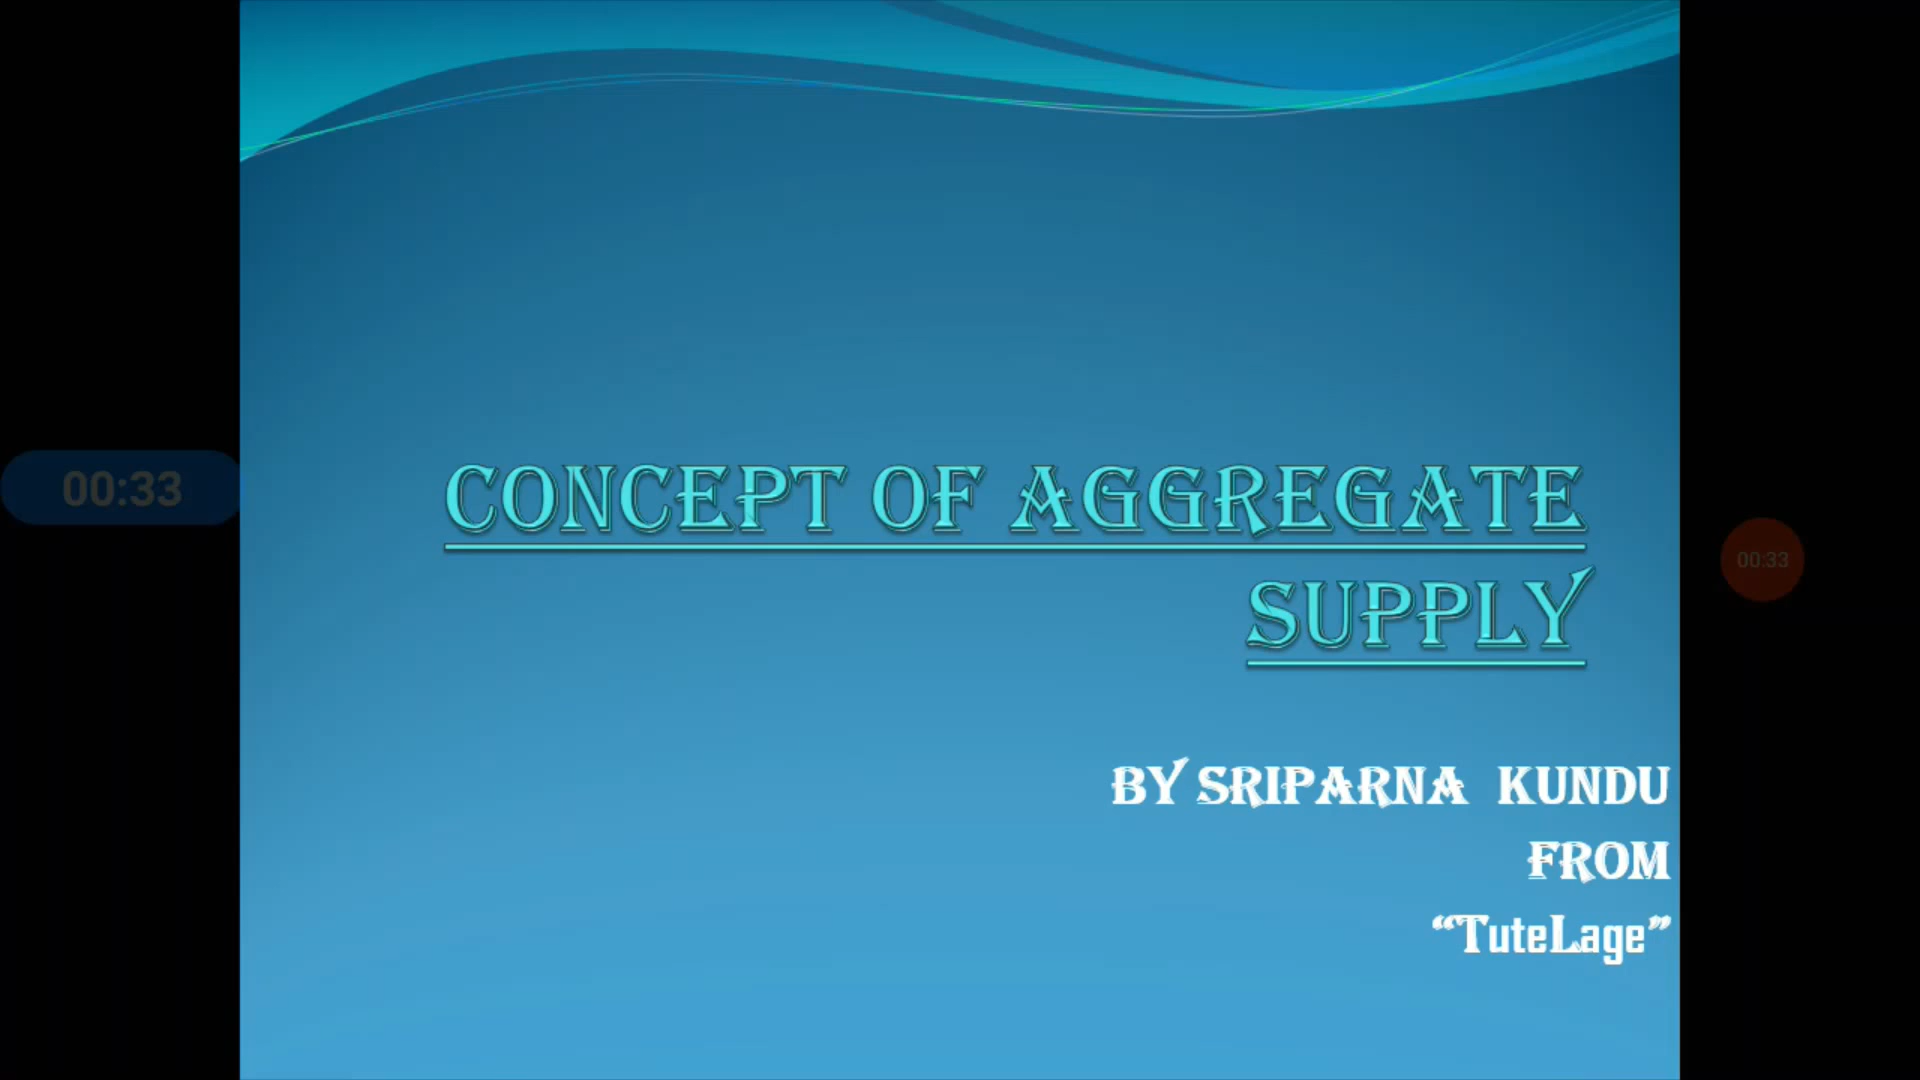 CONCEPT OF AGGREGATE
SUPPLY
BY SRIPARNA KUNDU
FROM
“TuteLage”
00:33
00:33